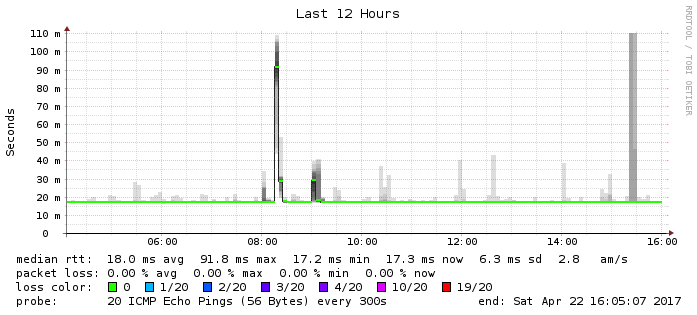 Last 12 Hours
RRDTOOL / TOBI OETIKER
Seconds
110 m
100 m
90 m
80 m
70 m
60 m
50 m
40 m
30 m
20 m
10 m
0
06:00 08:00 10:00 12:00 14:00 16:00
median rtt: 18.0 ms avg 91.8 ms max 17.2 ms min 17.3 ms now 6.3 ms sd 2.8 am/s
packet loss: 0.00 % avg 0.00 % max 0.00 % min 0.00 % now
loss color: 0 1/20 2/20 3/20 4/20 10/20 19/20
probe: 20 ICMP Echo Pings (56 Bytes) every 300s end: Sat Apr 22 16:05:07 2017